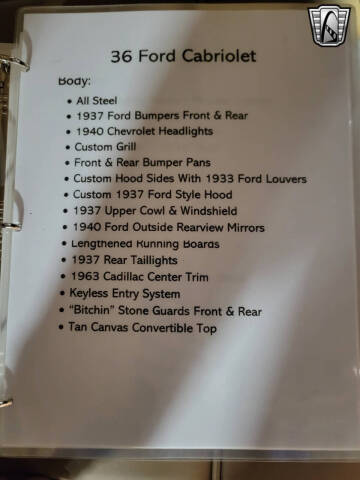 36 Ford Cabriolet
Body:
• All Steel
• 1937 Ford Bumpers Front & Rear
• 1940 Chevrolet Headlights
• Custom Grill
• Front & Rear Bumper Pans
• Custom Hood Sides With 1933 Ford Louvers
• Custom 1937 Ford Style Hood
• 1937 Upper Cowl & Windshield
• 1940 Ford Outside Rearview Mirrors
• Lengthened Running Boards
• 1937 Rear Taillights
• 1963 Cadillac Center Trim
• Keyless Entry System
• “Bitchin” Stone Guards Front & Rear
• Tan Canvas Convertible Top